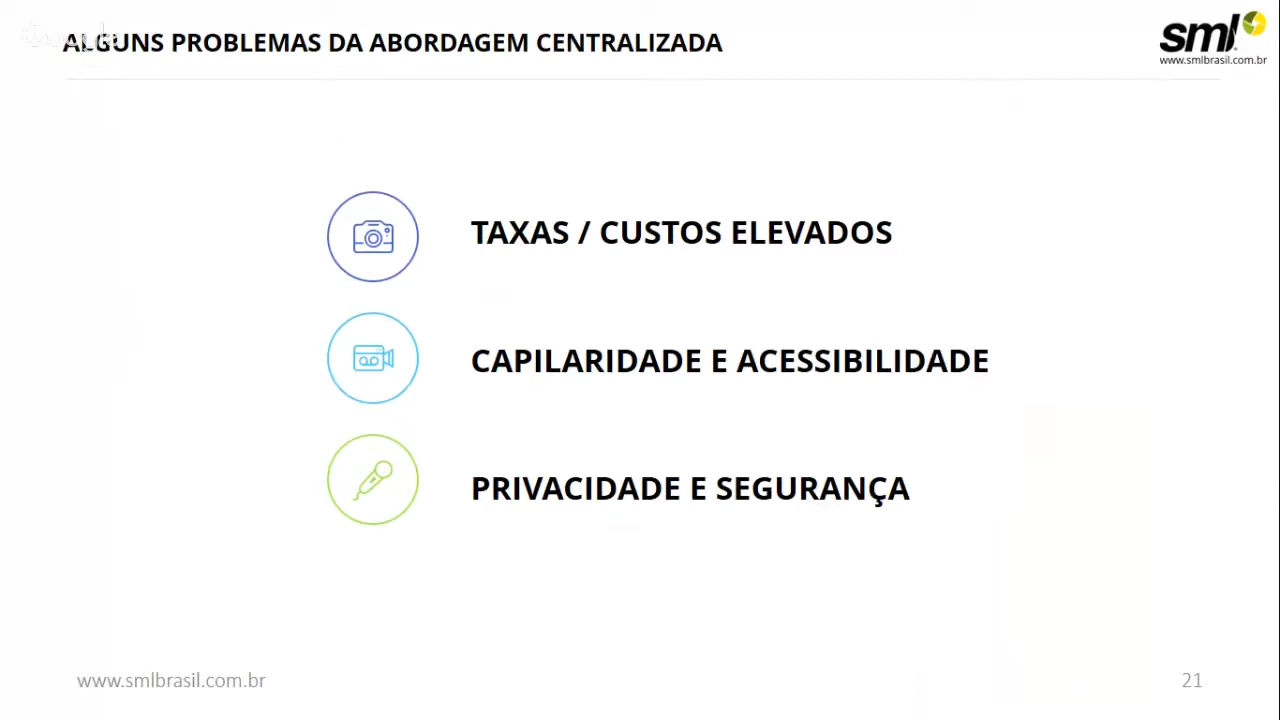 Google
ALGUNS PROBLEMAS DA ABORDAGEM CENTRALIZADA
sml
www.smlbrasil.com.br
TAXAS / CUSTOS ELEVADOS
CAPILARIDADE E ACESSIBILIDADE
PRIVACIDADE E SEGURANÇA
www.smlbrasil.com.br
21